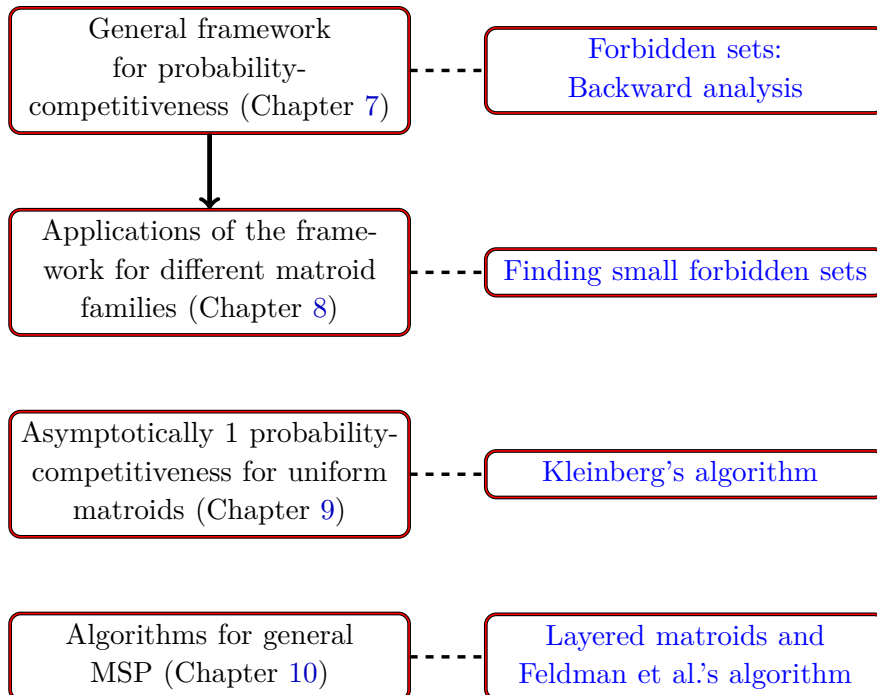 General framework
for probability-
competitiveness (Chapter 7)
Forbidden sets:
Backward analysis
Applications of the frame-
work for different matroid
families (Chapter 8)
Finding small forbidden sets
Asymptotically 1 probability-
competitiveness for uniform
matroids (Chapter 9)
Kleinberg's algorithm
Algorithms for general
MSP (Chapter 10)
Layered matroids and
Feldman et al.'s algorithm